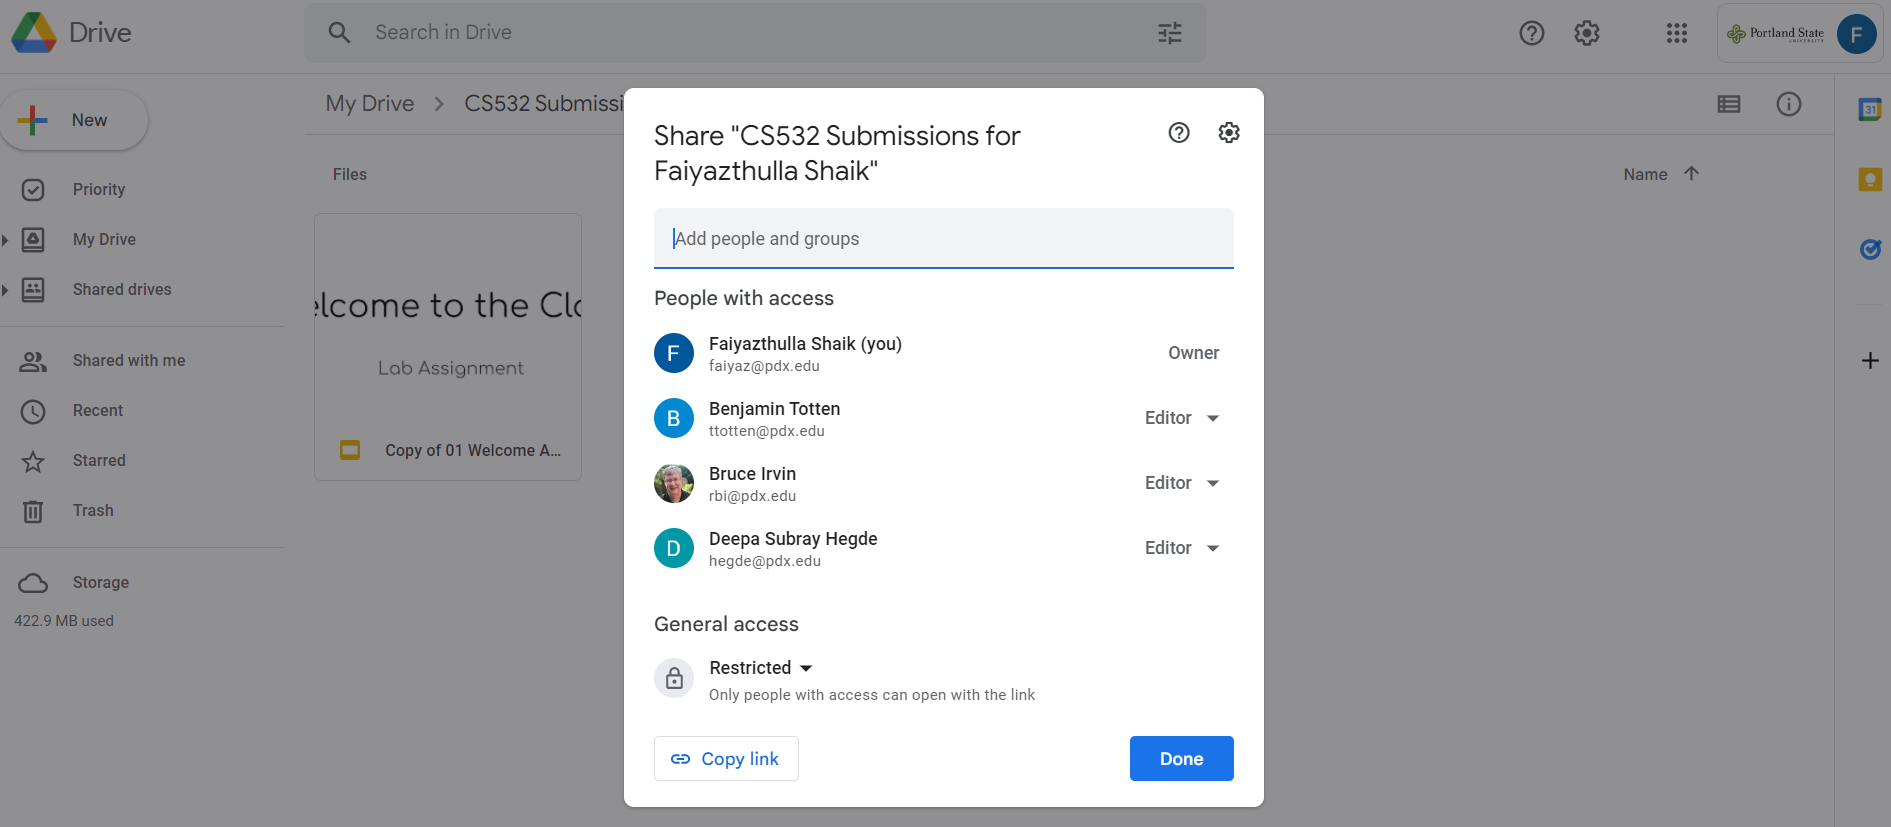 Drive
Search in Drive
Portland State
UNIVERSITY
F
New
My Drive
CS532 Submissi
31
Priority
My Drive
Shared drives
Shared with me
Recent
Starred
Trash
Storage
422.9 MB used
Files
Name
elcome to the Clo
Lab Assignment
Copy of 01 Welcome A...
Share "CS532 Submissions for
Faiyazthulla Shaik"
Add people and groups
People with access
F
Faiyazthulla Shaik (you)
Owner
faiyaz@pdx.edu
B
Benjamin Totten
Editor
ttotten@pdx.edu
Bruce Irvin
Editor
rbi@pdx.edu
D
Deepa Subray Hegde
Editor
hegde@pdx.edu
General access
Restricted
Only people with access can open with the link
Copy link
Done